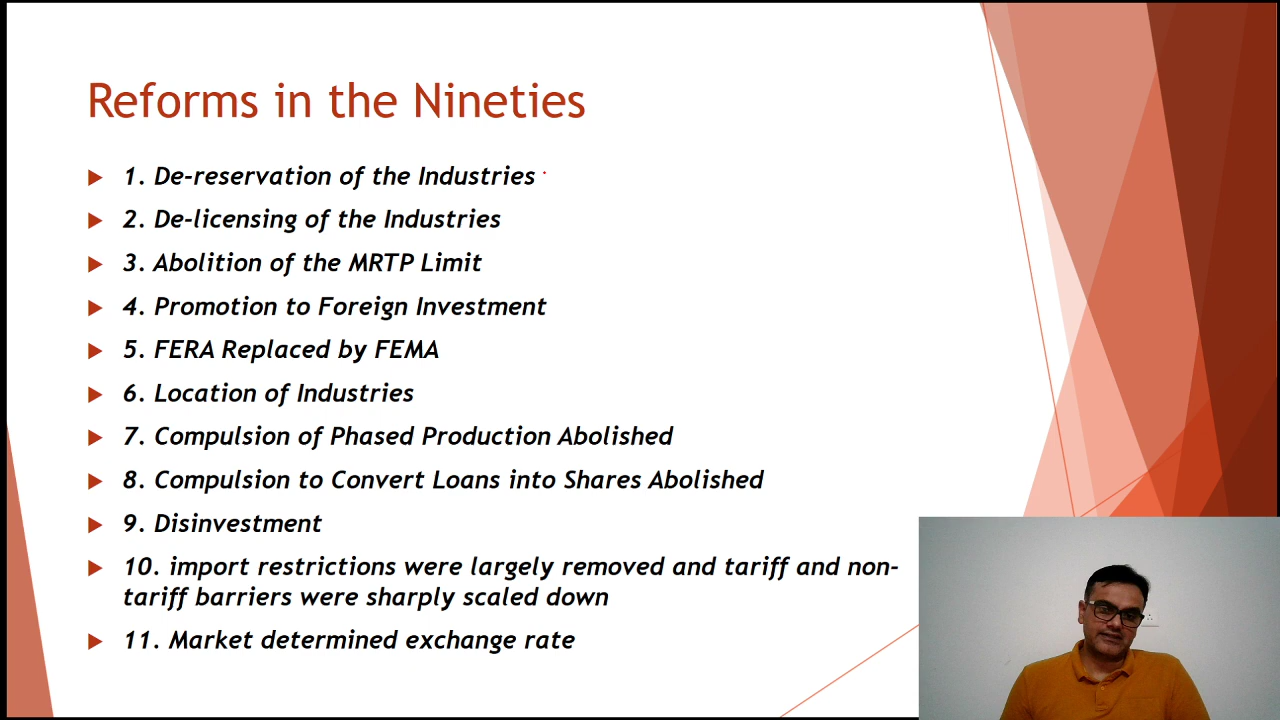 Reforms in the Nineties
1. De-reservation of the Industries
2. De-licensing of the Industries
3. Abolition of the MRTP Limit
4. Promotion to Foreign Investment
5. FERA Replaced by FEMA
6. Location of Industries
7. Compulsion of Phased Production Abolished
8. Compulsion to Convert Loans into Shares Abolished
9. Disinvestment
10. import restrictions were largely removed and tariff and non-
tariff barriers were sharply scaled down
11. Market determined exchange rate